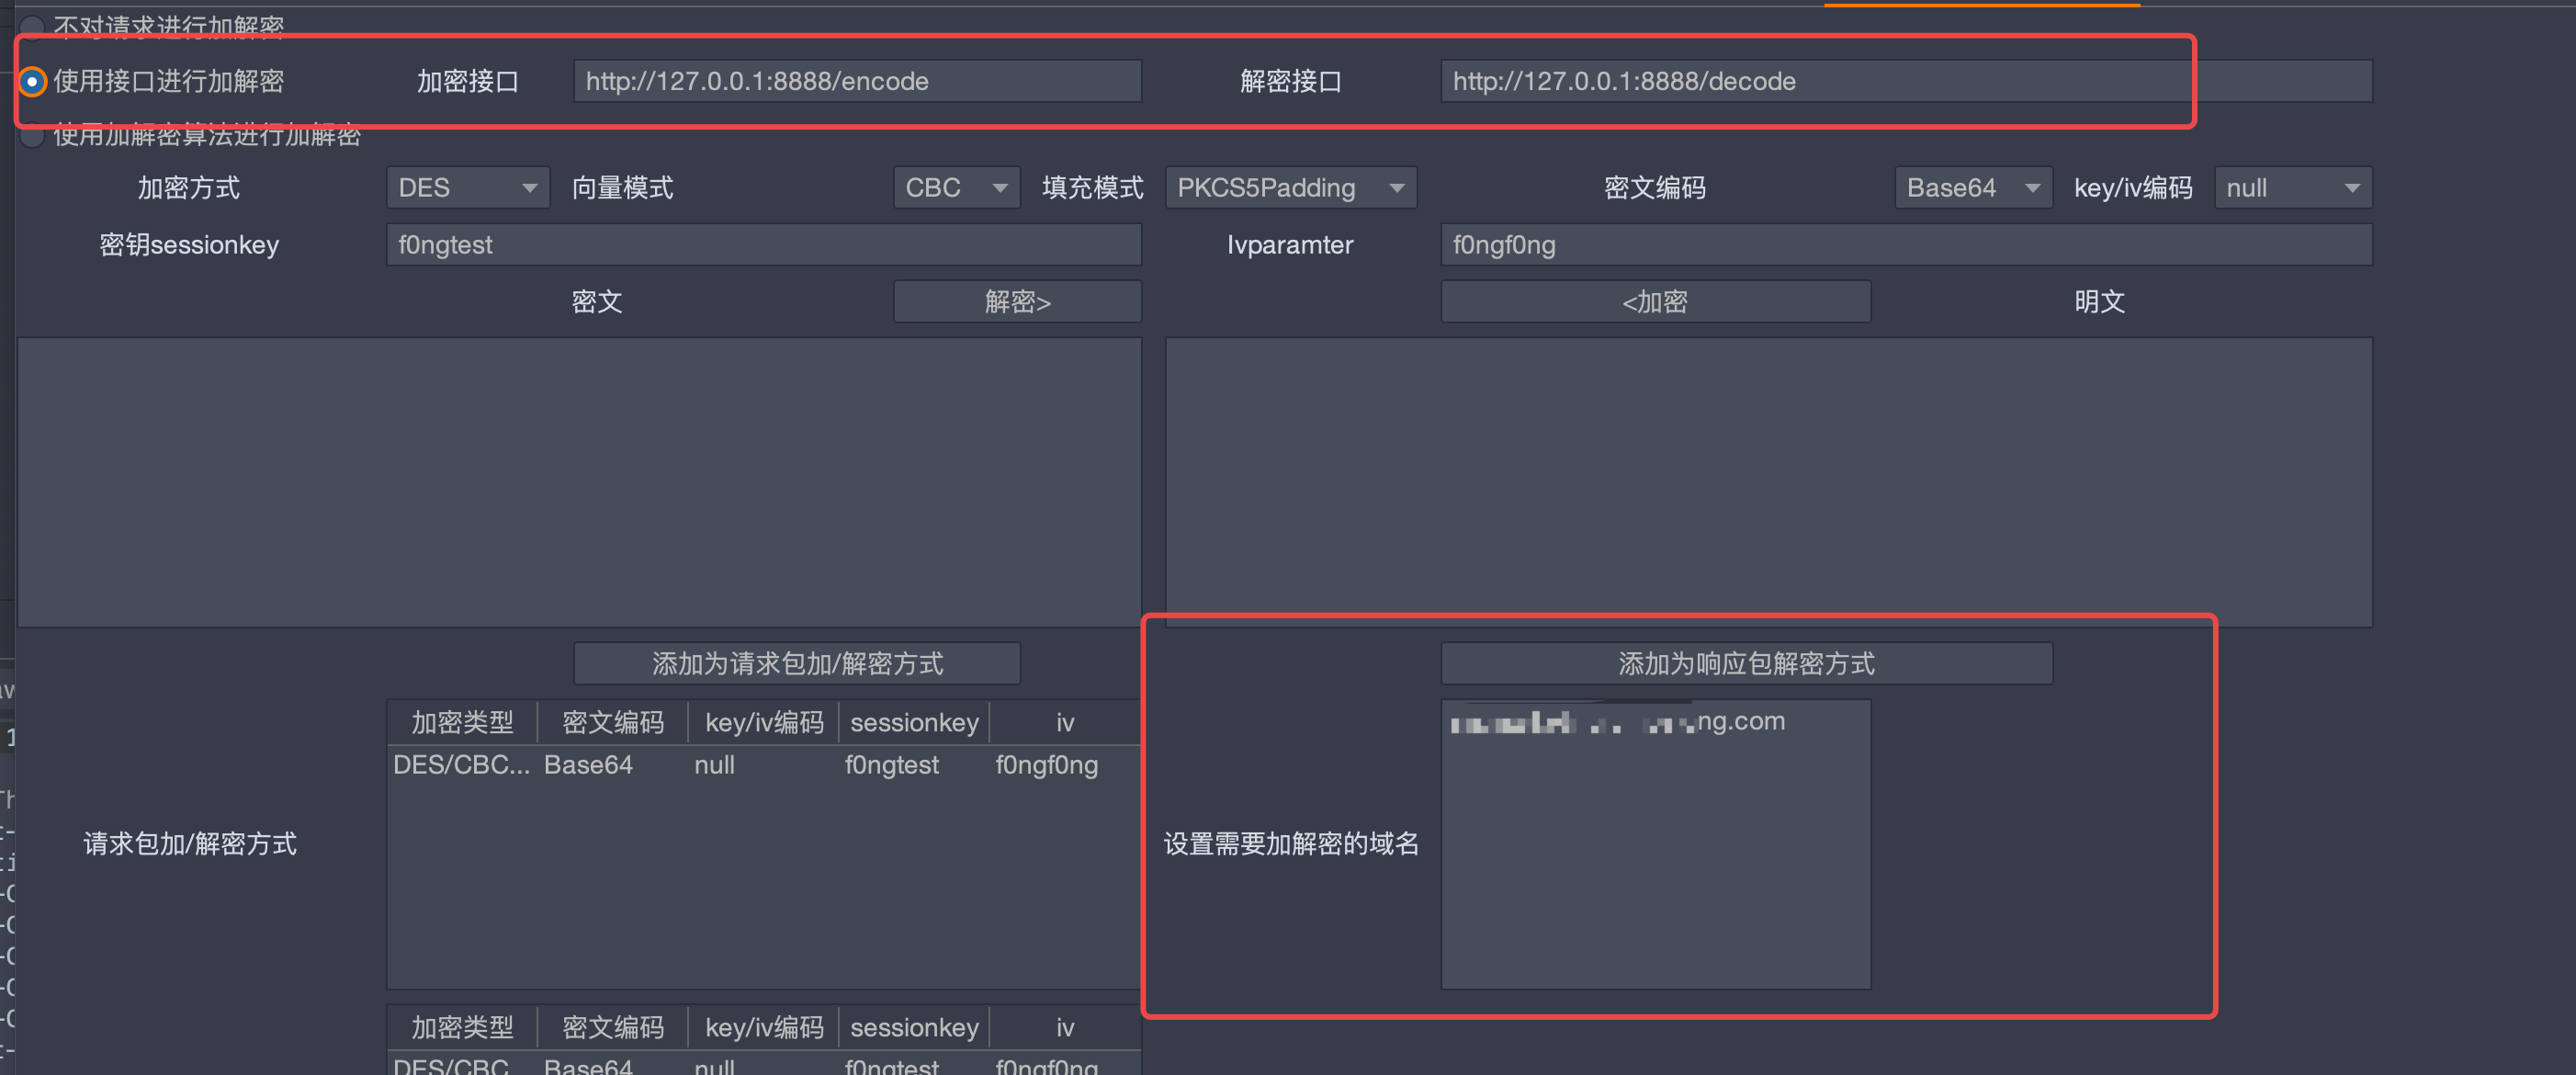 不对请求进行加解密
使用接口进行加解密 加密接口 http://127.0.0.1:8888/encode 解密接口 http://127.0.0.1:8888/decode
使用加解密算法进行加解密
加密方式 DES 向量模式 CBC 填充模式 PKCS5Padding 密文编码 Base64 key/iv编码 null
密钥sessionkey f0ngtest Ivparamter f0ngf0ng
密文 解密> <加密 明文
添加为请求包加/解密方式 添加为响应包解密方式
加密类型 密文编码 key/iv编码 sessionkey iv
ng.com
DES/CBC... Base64 null f0ngtest f0ngf0ng
请求包加/解密方式 设置需要加解密的域名
加密类型 密文编码 key/iv编码 sessionkey iv
DES/CBC Base64 null f0ngtest f0ngf0ng